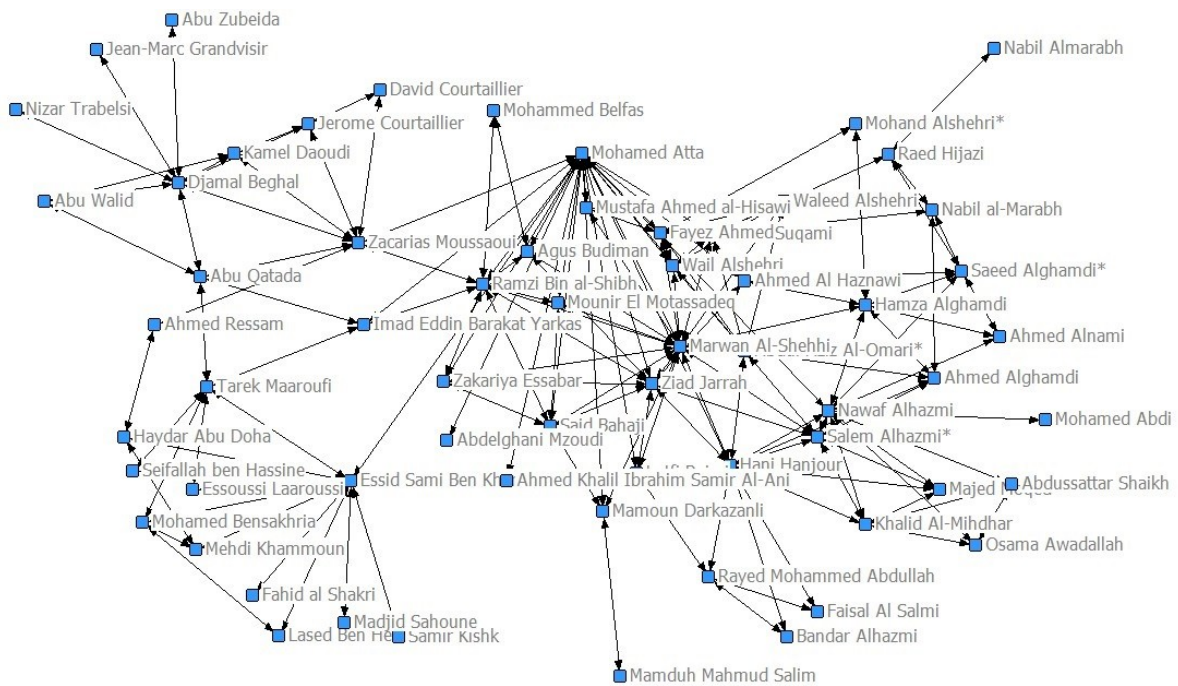 Abu Zubeida
Jean-Marc Grandvisir
Nabil Almarabh
David Courtaillier
Nizar Trabelsi
Mohammed Belfas
Jerome Courtaillier
Mohand Alshehri*
Kamel Daoudi
Mohamed Atta
Raed Hijazi
Djamal Beghal
Abu Walid
Mustafa Ahmed al-Hisawi
Waleed Alshehri
Nabil al-Marabh
Fayez Ahmed
Suqami
Zacarias Moussaoui
Agus Budiman
Wail Alshehri
Saeed Alghamdi*
Abu Qatada
Ramzi Bin al-Shibh
Ahmed Al Haznawi
Mounir El Motassadeq
Hamza Alghamdi
Ahmed Ressam
Imad Eddin Barakat Yarkas
Ahmed Alnami
Marwan Al-Shehhi
Al-Omari*
Zakariya Essabar
Ziad Jarrah
Ahmed Alghamdi
Tarek Maaroufi
Nawaf Alhazmi
Mohamed Abdi
Said Bahaji
Haydar Abu Doha
Abdelghani Mzoudi
Salem Alhazmi*
Seifallah ben Hassine
Hani Hanjour
Essid Sami Ben
Ahmed Khalil Ibrahim Samir Al-Ani
Abdussattar Shaikh
Essoussi Laaroussi
Majed
Mamoun Darkazanli
Mohamed Bensakhria
Khalid Al-Mihdhar
Mehdi Khammoun
Osama Awadallah
Rayed Mohammed Abdullah
Fahid al Shakri
Faisal Al Salmi
Madjid Sahoune
Lased Ben
Samir Kishk
Bandar Alhazmi
Mamduh Mahmud Salim